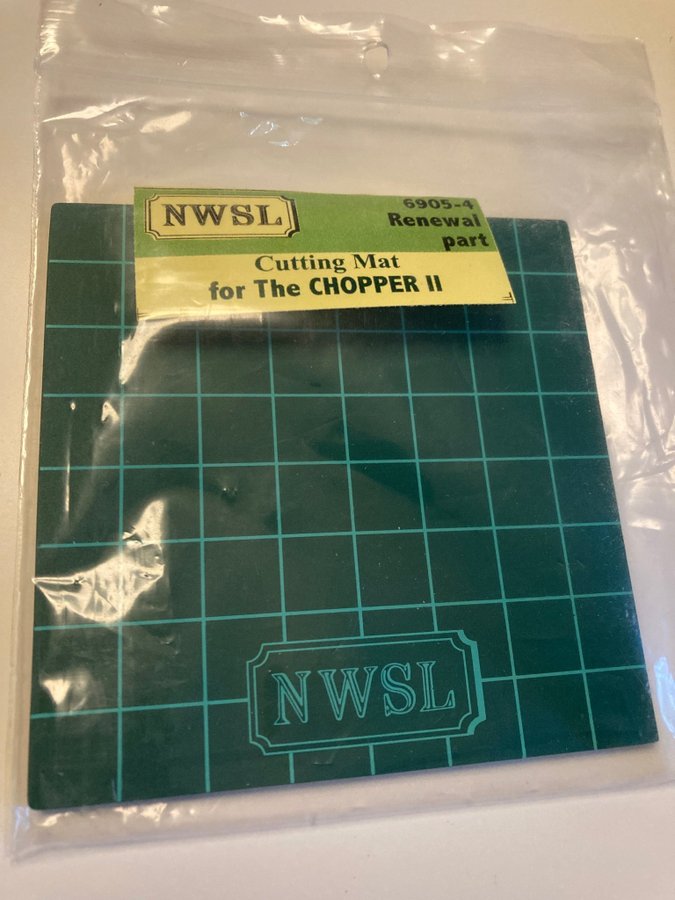 NWSL
6905-4
Renewal
part
Cutting Mat
for The CHOPPER II
NWSL